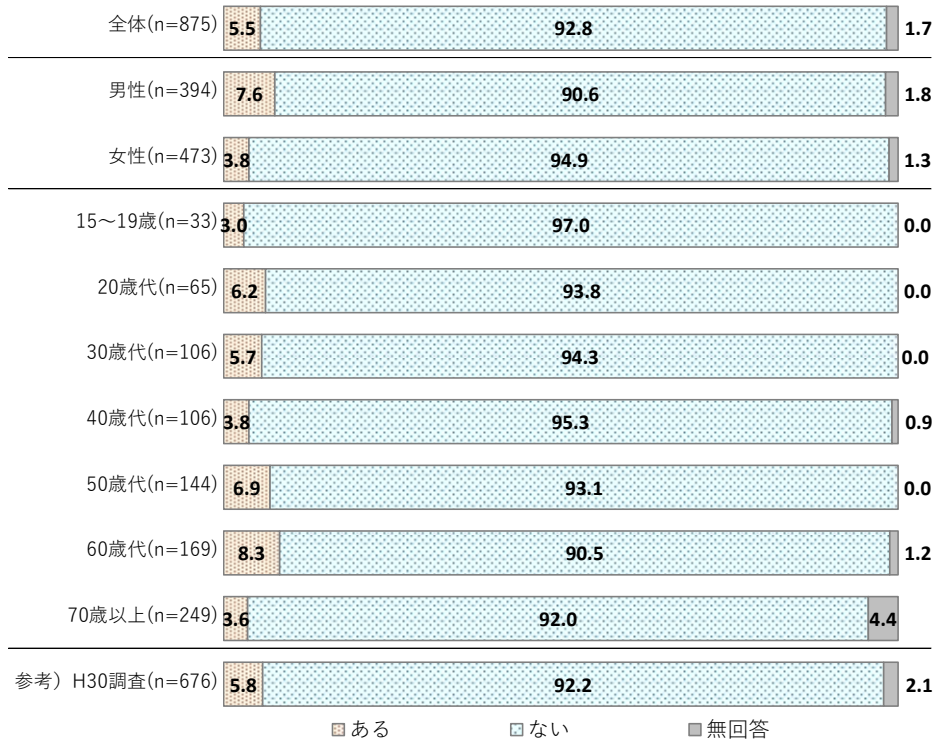 全体(n=875) 5.5 92.8 1.7
男性(n=394) 7.6 90.6 1.8
女性(n=473) 3.8 94.9 1.3
15～19歳(n=33) 3.0 97.0 0.0
20歳代(n=65) 6.2 93.8 0.0
30歳代(n=106) 5.7 94.3 0.0
40歳代(n=106) 3.8 95.3 0.9
50歳代(n=144) 6.9 93.1 0.0
60歳代(n=169) 8.3 90.5 1.2
70歳以上(n=249) 3.6 92.0 4.4
参考）H30調査(n=676) 5.8 92.2 2.1
ある ない 無回答